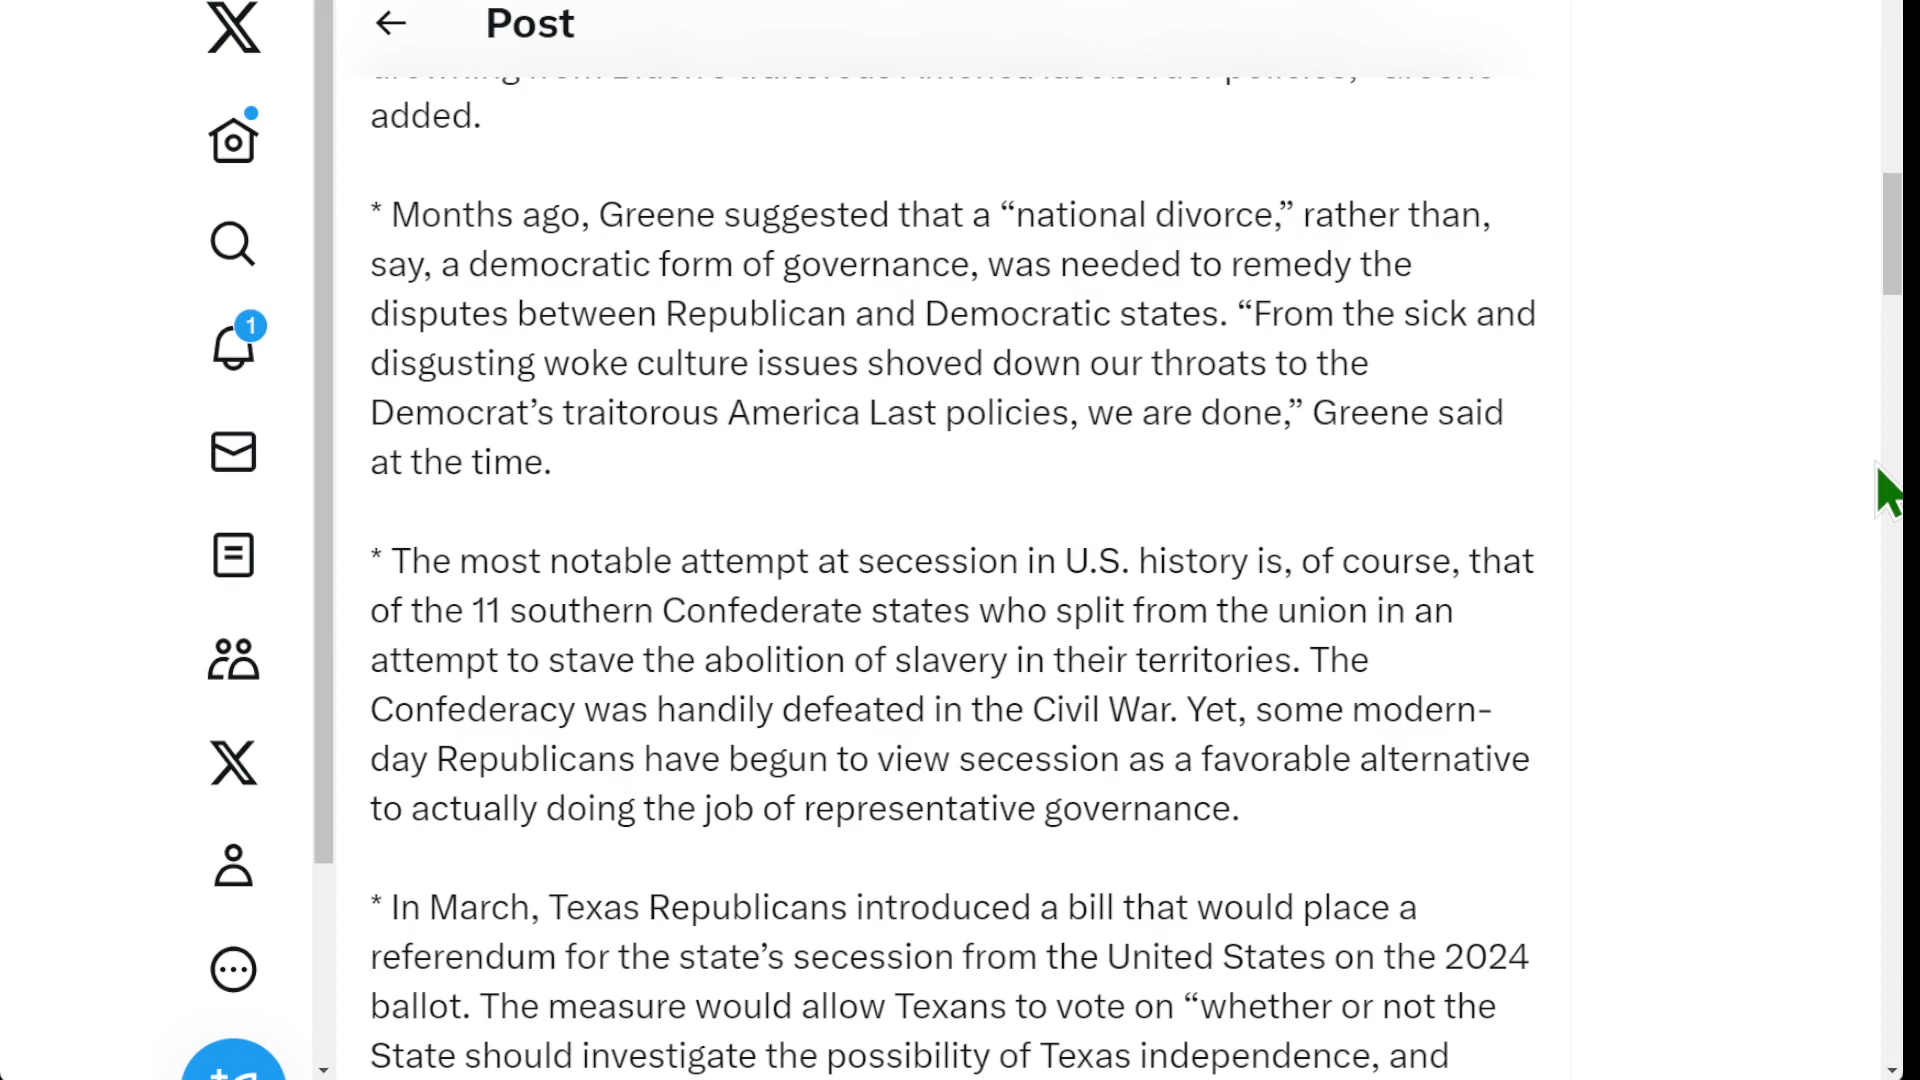 Post
added.
* Months ago, Greene suggested that a “national divorce,” rather than,
say, a democratic form of governance, was needed to remedy the
disputes between Republican and Democratic states. “From the sick and
disgusting woke culture issues shoved down our throats to the
Democrat’s traitorous America Last policies, we are done,” Greene said
at the time.
* The most notable attempt at secession in U.S. history is, of course, that
of the 11 southern Confederate states who split from the union in an
attempt to stave the abolition of slavery in their territories. The
Confederacy was handily defeated in the Civil War. Yet, some modern-
day Republicans have begun to view secession as a favorable alternative
to actually doing the job of representative governance.
* In March, Texas Republicans introduced a bill that would place a
referendum for the state’s secession from the United States on the 2024
ballot. The measure would allow Texans to vote on “whether or not the
State should investigate the possibility of Texas independence, and
1